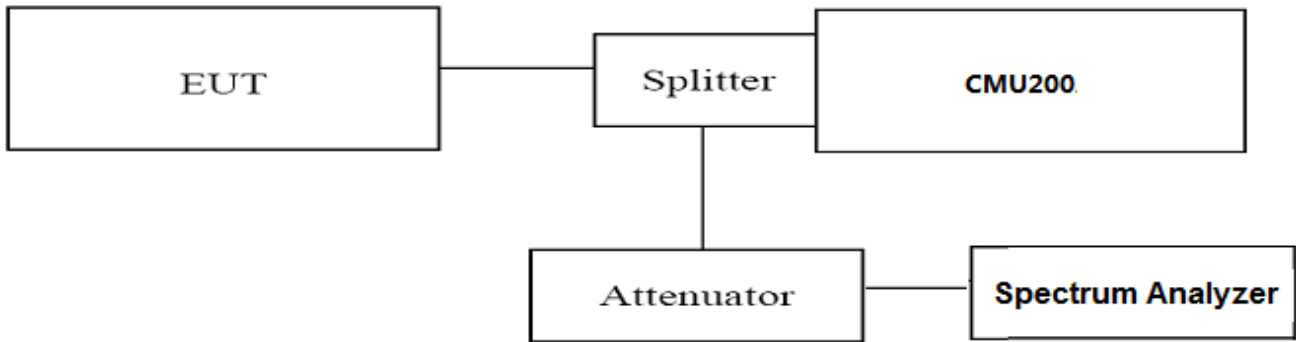 EUT
Splitter
CMU200
Attenuator
Spectrum Analyzer